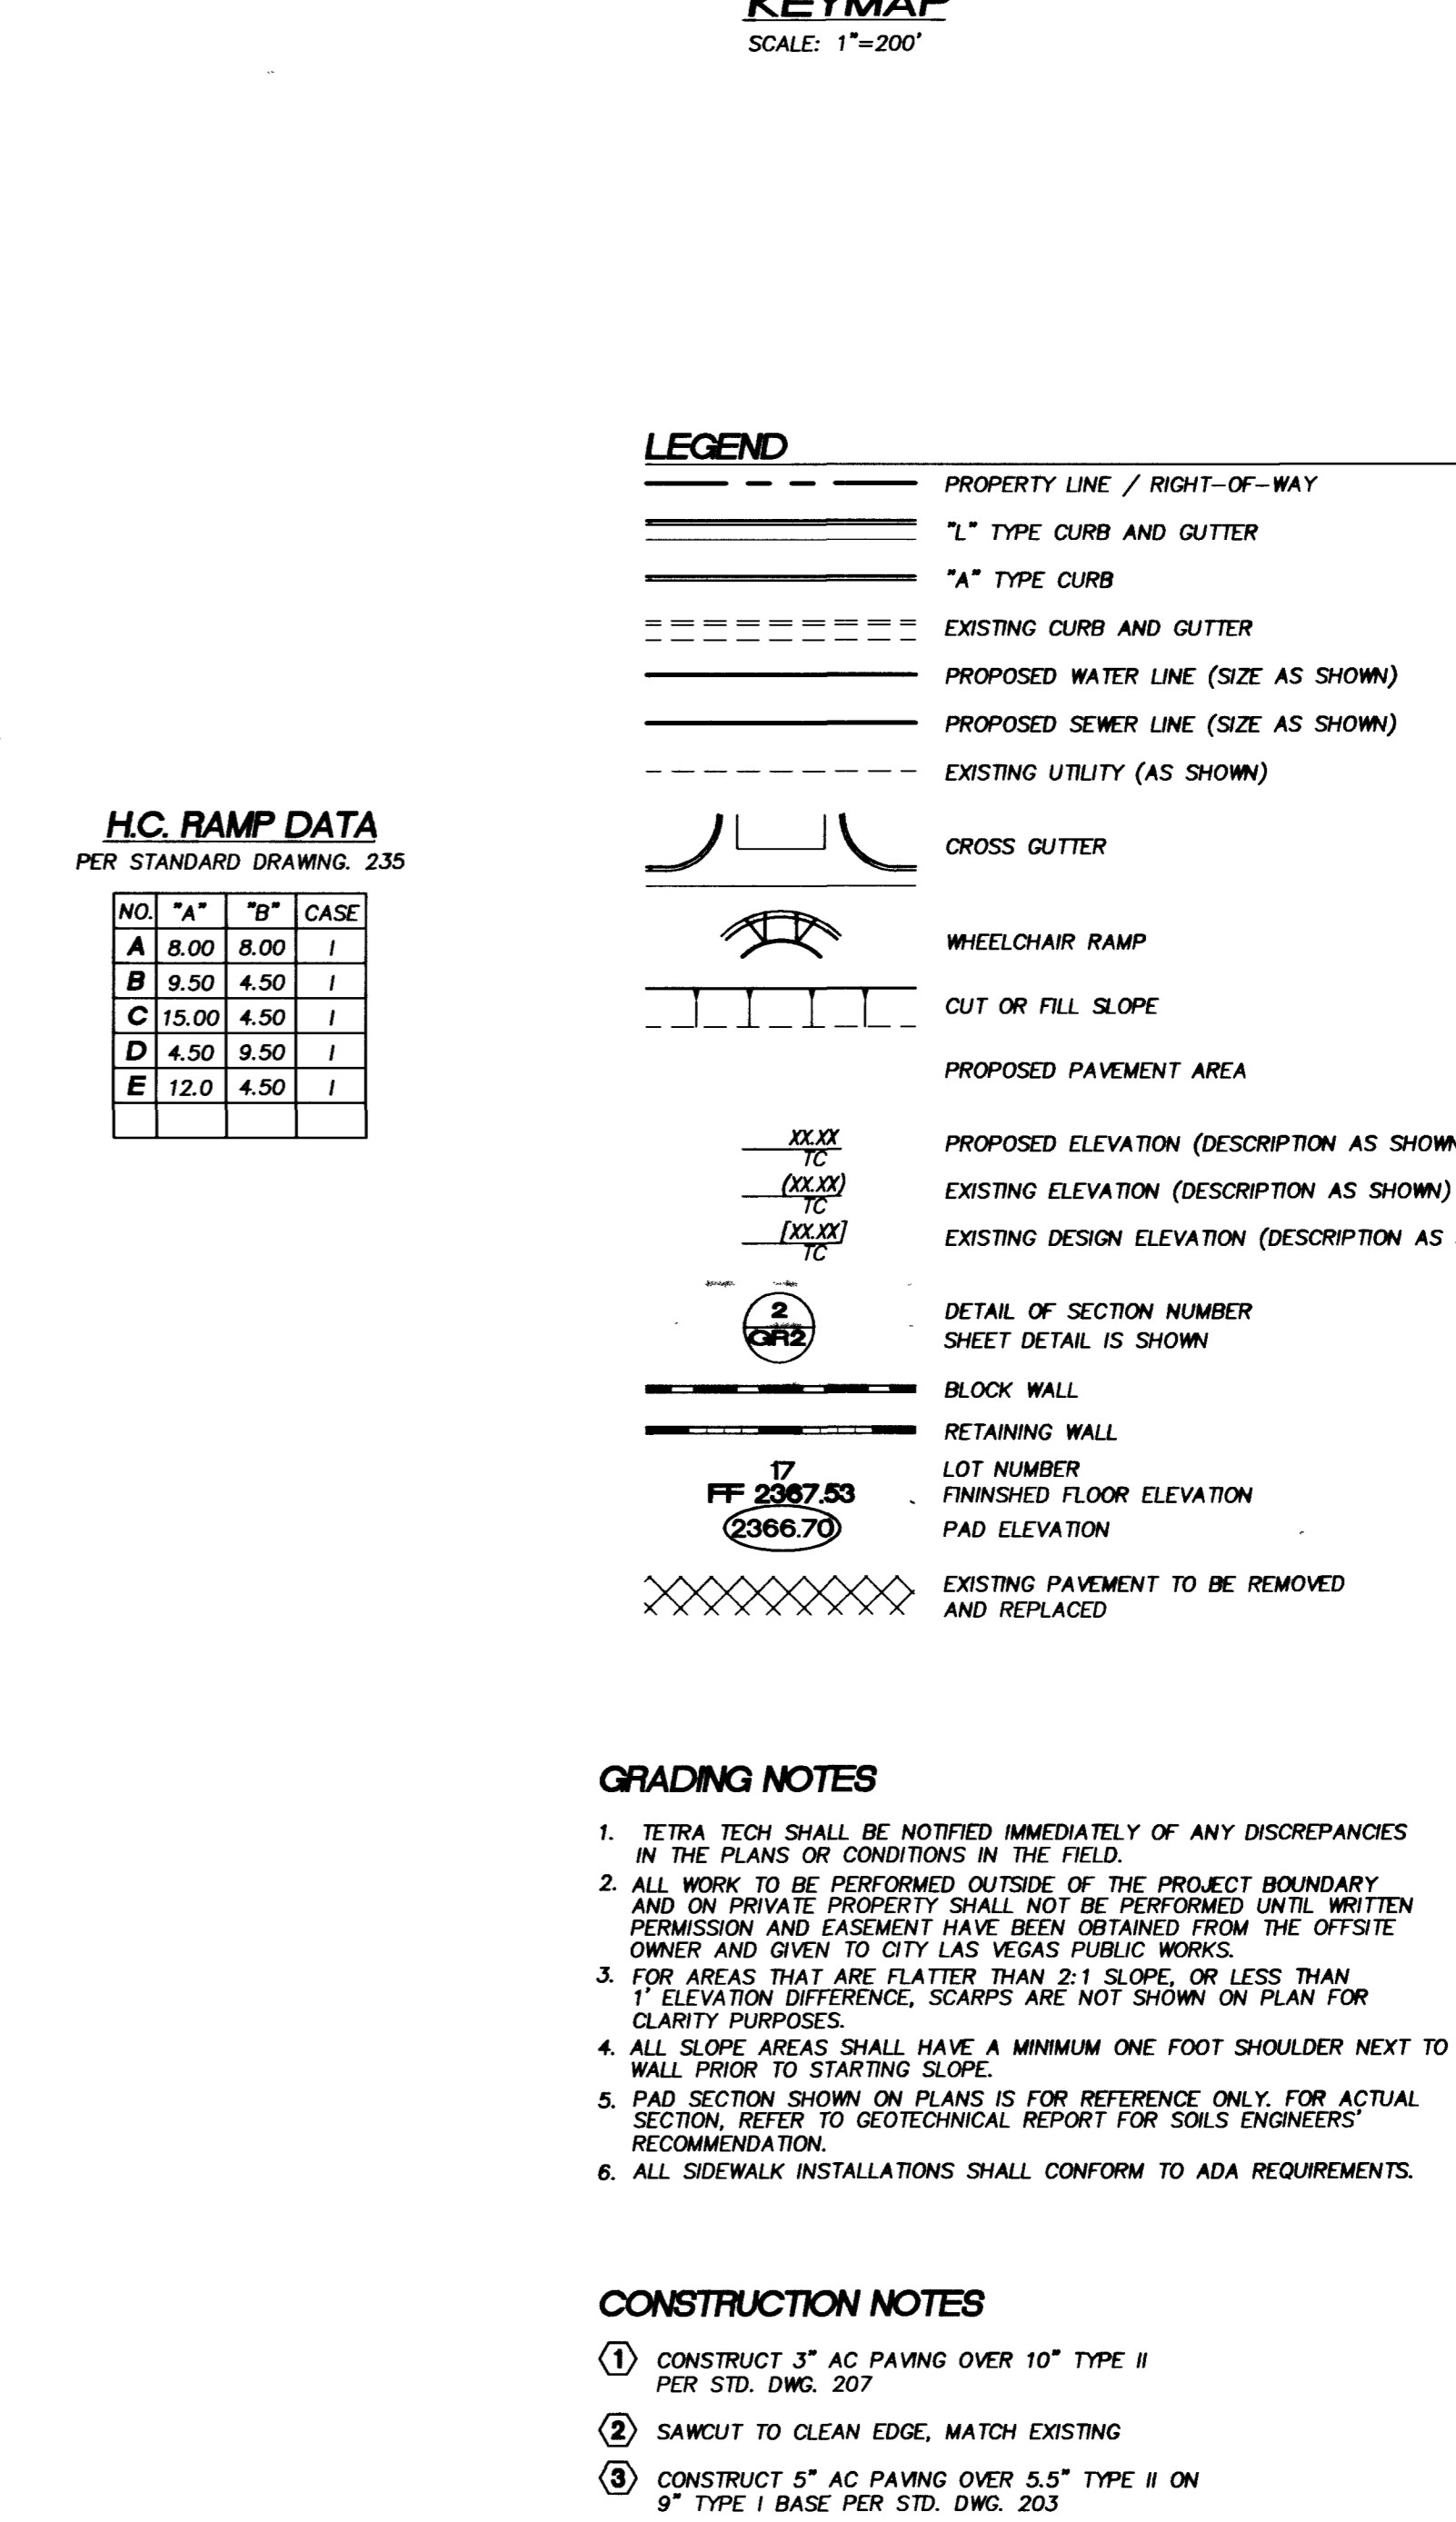 KEYMAP
SCALE: 1"=200'
LEGEND
PROPERTY LINE / RIGHT-OF-WAY
"L" TYPE CURB AND GUTTER
"A" TYPE CURB
EXISTING CURB AND GUTTER
PROPOSED WATER LINE (SIZE AS SHOWN)
PROPOSED SEWER LINE (SIZE AS SHOWN)
EXISTING UTILITY (AS SHOWN)
CROSS GUTTER
WHEELCHAIR RAMP
CUT OR FILL SLOPE
PROPOSED PAVEMENT AREA
XX.XX
TC
PROPOSED ELEVATION (DESCRIPTION AS SHOWN
(XX.XX)
TC
EXISTING ELEVATION (DESCRIPTION AS SHOWN)
[XX.XX]
TC
EXISTING DESIGN ELEVATION (DESCRIPTION AS
2
GR2
DETAIL OF SECTION NUMBER
SHEET DETAIL IS SHOWN
BLOCK WALL
RETAINING WALL
17 LOT NUMBER
FF 2367.53 FININSHED FLOOR ELEVATION
2366.70 PAD ELEVATION
EXISTING PAVEMENT TO BE REMOVED
AND REPLACED
H.C. RAMP DATA
PER STANDARD DRAWING. 235
NO. "A" "B" CASE
A 8.00 8.00 1
B 9.50 4.50 1
C 15.00 4.50 1
D 4.50 9.50 1
E 12.0 4.50 1
GRADING NOTES
1. TETRA TECH SHALL BE NOTIFIED IMMEDIATELY OF ANY DISCREPANCIES
IN THE PLANS OR CONDITIONS IN THE FIELD.
2. ALL WORK TO BE PERFORMED OUTSIDE OF THE PROJECT BOUNDARY
AND ON PRIVATE PROPERTY SHALL NOT BE PERFORMED UNTIL WRITTEN
PERMISSION AND EASEMENT HAVE BEEN OBTAINED FROM THE OFFSITE
OWNER AND GIVEN TO CITY LAS VEGAS PUBLIC WORKS.
3. FOR AREAS THAT ARE FLATTER THAN 2:1 SLOPE, OR LESS THAN
1' ELEVATION DIFFERENCE, SCARPS ARE NOT SHOWN ON PLAN FOR
CLARITY PURPOSES.
4. ALL SLOPE AREAS SHALL HAVE A MINIMUM ONE FOOT SHOULDER NEXT TO
WALL PRIOR TO STARTING SLOPE.
5. PAD SECTION SHOWN ON PLANS IS FOR REFERENCE ONLY. FOR ACTUAL
SECTION, REFER TO GEOTECHNICAL REPORT FOR SOILS ENGINEERS'
RECOMMENDATION.
6. ALL SIDEWALK INSTALLATIONS SHALL CONFORM TO ADA REQUIREMENTS.
CONSTRUCTION NOTES
1 CONSTRUCT 3" AC PAVING OVER 10" TYPE II
PER STD. DWG. 207
2 SAWCUT TO CLEAN EDGE, MATCH EXISTING
3 CONSTRUCT 5" AC PAVING OVER 5.5" TYPE II ON
9" TYPE I BASE PER STD. DWG. 203